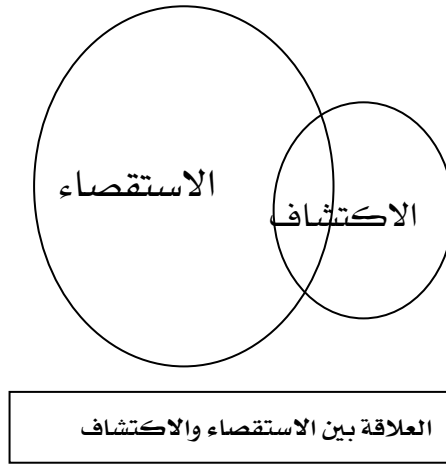 الاستقصاء
الاكتشاف
العلاقة بين الاستقصاء والاكتشاف